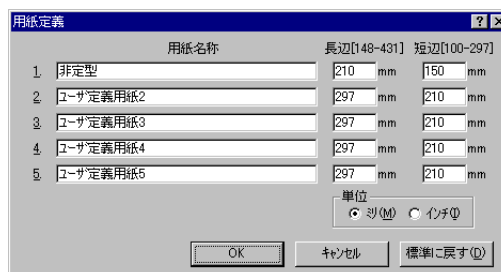 用紙定義
用紙名称 長辺[148-431] 短辺[100-297]
1. 非定型 210 mm 150 mm
2. ユーザ定義用紙2 297 mm 210 mm
3. ユーザ定義用紙3 297 mm 210 mm
4. ユーザ定義用紙4 297 mm 210 mm
5. ユーザ定義用紙5 297 mm 210 mm
単位
ミリ(M) インチ(I)
OK キャンセル 標準に戻す(D)